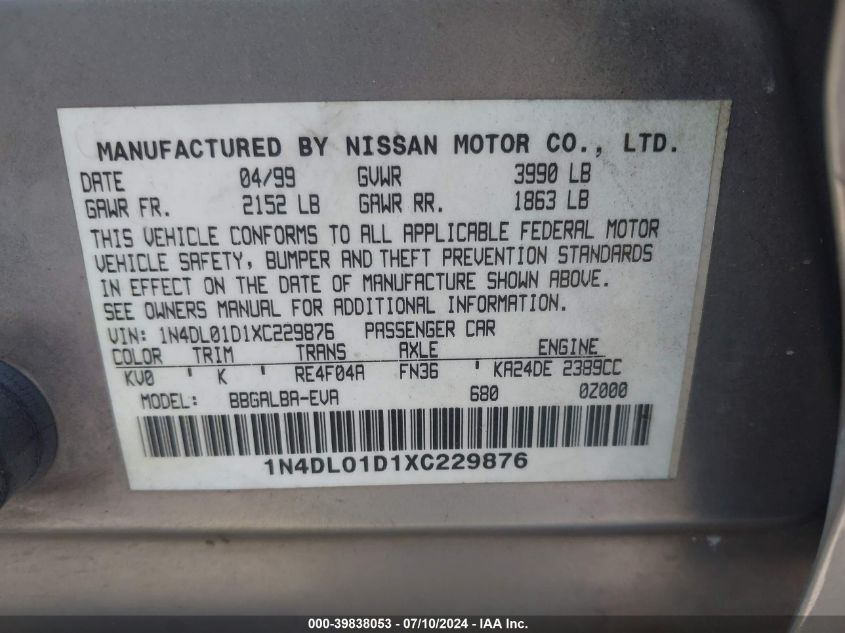 MANUFACTURED BY NISSAN MOTOR CO., LTD.
DATE 04/99 GVWR 3990 LB
GAWR FR. 2152 LB GAWR RR. 1863 LB
THIS VEHICLE CONFORMS TO ALL APPLICABLE FEDERAL MOTOR
VEHICLE SAFETY, BUMPER AND THEFT PREVENTION STANDARDS
IN EFFECT ON THE DATE OF MANUFACTURE SHOWN ABOVE.
SEE OWNERS MANUAL FOR ADDITIONAL INFORMATION.
VIN: 1N4DL01D1XC229876 PASSENGER CAR
COLOR TRIM TRANS AXLE ENGINE
KV0 ' K ' RE4F04A FN36 ' KA24DE 2389CC
MODEL: BBGALBA-EVA 680 0Z000
1N4DL01D1XC229876
000-39838053 - 07/10/2024 - IAA Inc.